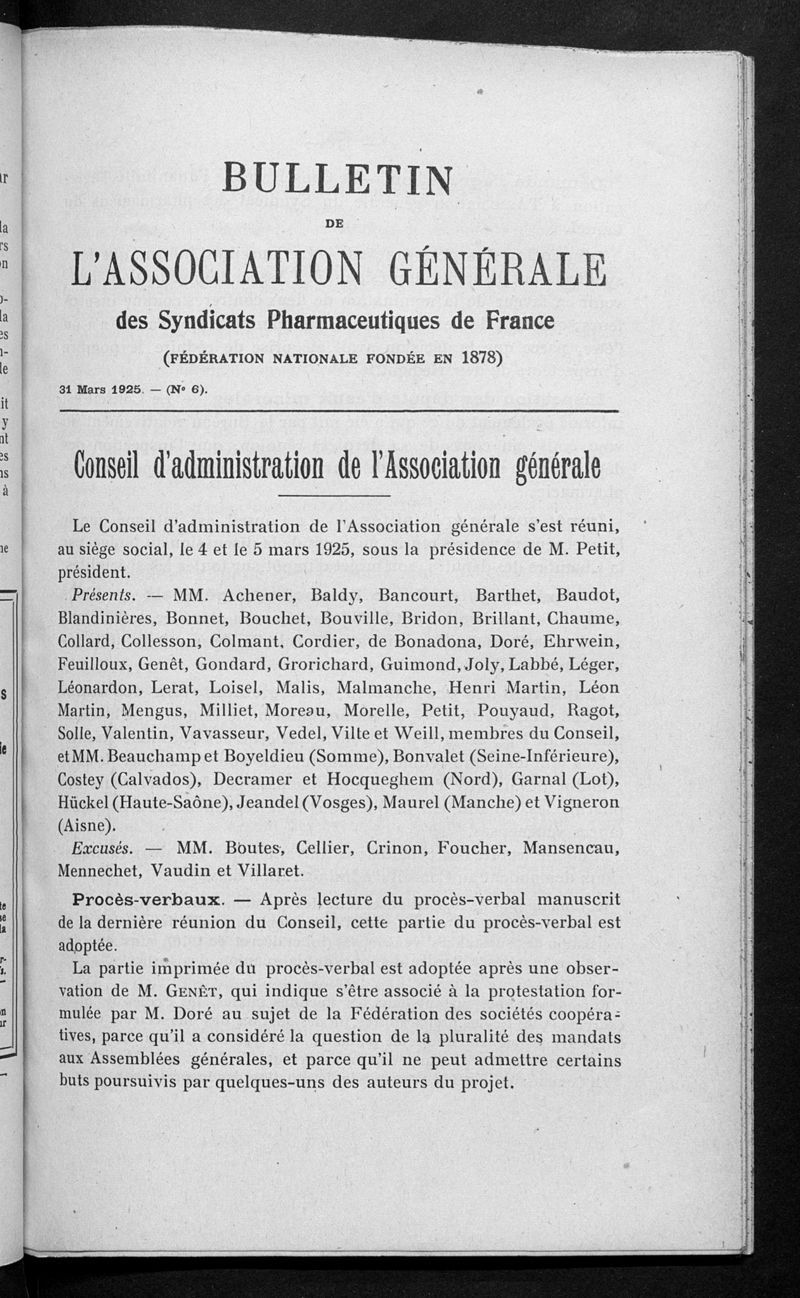 BULLETIN
DE
L'ASSOCIATION GÉNÉRALE
des Syndicats Pharmaceutiques de France
(FÉDÉRATION NATIONALE FONDÉE EN 1878)
31 Mars 1925. — (N° 6).
Conseil d'administration de l'Association générale
Le Conseil d'administration de l'Association générale s'est réuni,
au siège social, le 4 et le 5 mars 1925, sous la présidence de M. Petit,
président.
Présents. — MM. Achener, Baldy, Bancourt, Barthet, Baudot,
Blandinières, Bonnet, Bouchet, Bouville, Bridon, Brillant, Chaume,
Collard, Collesson, Colmant, Cordier, de Bonadona, Doré, Ehrwein,
Feuilloux, Genêt, Gondard, Grorichard, Guimond, Joly, Labbé, Léger,
Léonardon, Lerat, Loisel, Malis, Malmanche, Henri Martin, Léon
Martin, Mengus, Milliet, Moreau, Morelle, Petit, Pouyaud, Ragot,
Solle, Valentin, Vavasseur, Vedel, Vilte et Weill, membres du Conseil,
et MM. Beauchamp et Boyeldieu (Somme), Bonvalet (Seine-Inférieure),
Costey (Calvados), Decramer et Hocqueghem (Nord), Garnal (Lot),
Hückel (Haute-Saône), Jeandel (Vosges), Maurel (Manche) et Vigneron
(Aisne).
Excusés. — MM. Boutes, Cellier, Crinon, Foucher, Mansencau,
Mennechet, Vaudin et Villaret.
Procès-verbaux. — Après lecture du procès-verbal manuscrit
de la dernière réunion du Conseil, cette partie du procès-verbal est
adoptée.
La partie imprimée du procès-verbal est adoptée après une obser-
vation de M. GENÊT, qui indique s'être associé à la protestation for-
mulée par M. Doré au sujet de la Fédération des sociétés coopéra-
tives, parce qu'il a considéré la question de la pluralité des mandats
aux Assemblées générales, et parce qu'il ne peut admettre certains
buts poursuivis par quelques-uns des auteurs du projet.